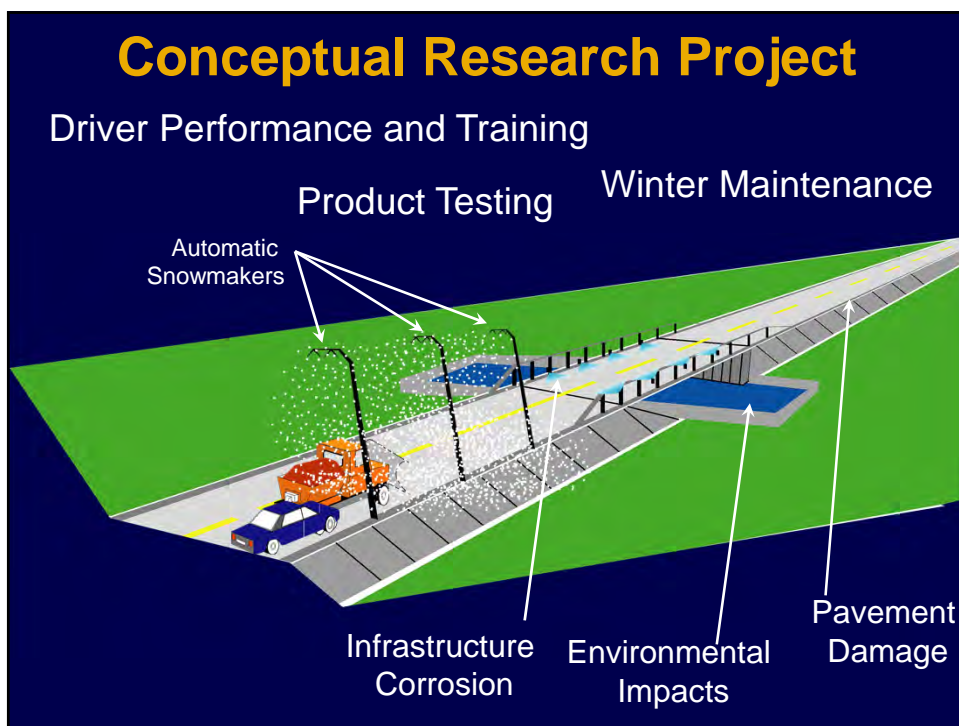 Conceptual Research Project
Driver Performance and Training
Winter Maintenance
Product Testing
Automatic
Snowmakers
Infrastructure
Corrosion
Environmental
Impacts
Pavement
Damage